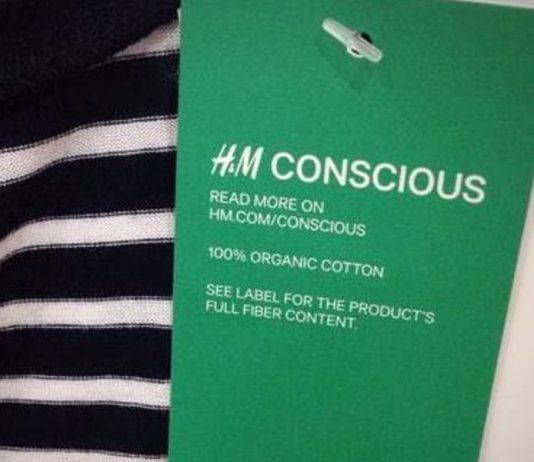 H&M CONSCIOUS
READ MORE ON
HM.COM/CONSCIOUS
100% ORGANIC COTTON
SEE LABEL FOR THE PRODUCT'S
FULL FIBER CONTENT.